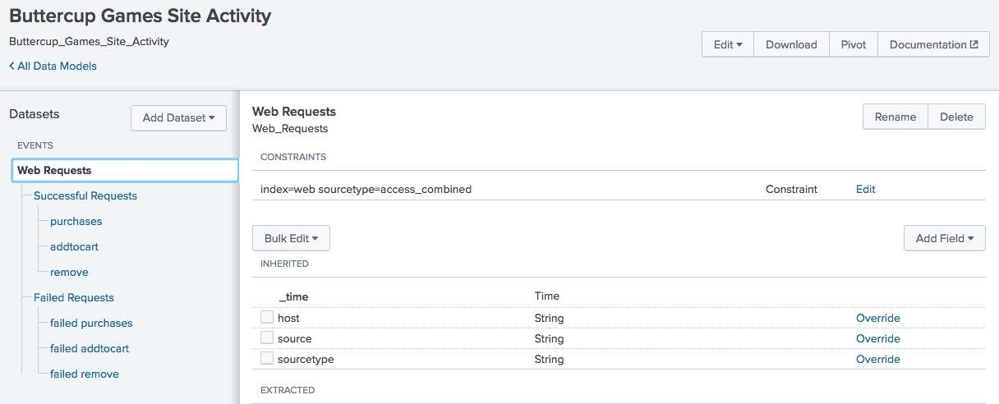 Buttercup Games Site Activity
Buttercup_Games_Site_Activity
Edit Download Pivot Documentation
All Data Models
Datasets
Add Dataset
EVENTS
Web Requests
Successful Requests
purchases
addtocart
remove
Failed Requests
failed purchases
failed addtocart
failed remove
Web Requests
Web_Requests
Rename Delete
CONSTRAINTS
index=web sourcetype=access_combined Constraint Edit
Bulk Edit Add Field
INHERITED
_time Time
host String Override
source String Override
sourcetype String Override
EXTRACTED